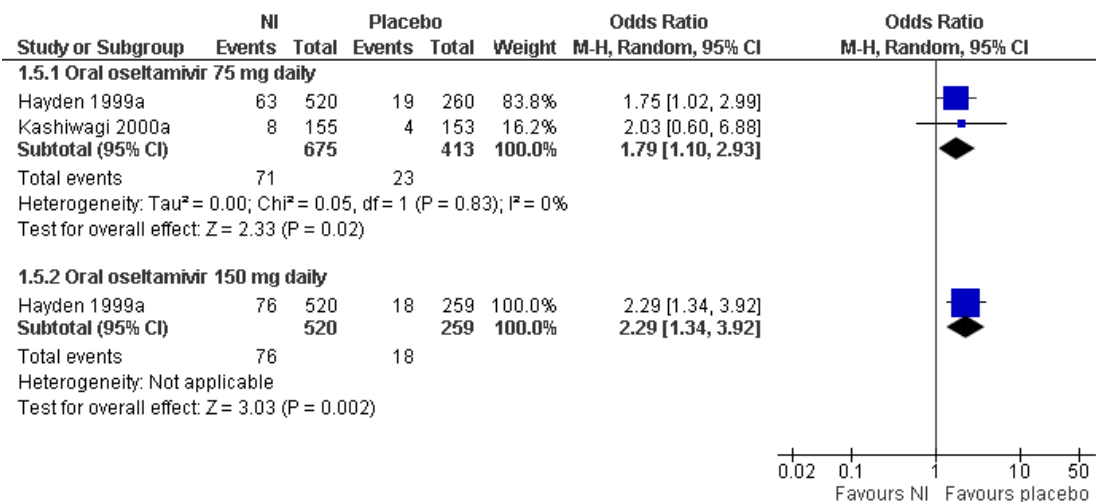 NI Placebo Odds Ratio Odds Ratio
Study or Subgroup Events Total Events Total Weight M-H, Random, 95% CI M-H, Random, 95% CI
1.5.1 Oral oseltamivir 75 mg daily
Hayden 1999a 63 520 19 260 83.8% 1.75 [1.02, 2.99]
Kashiwagi 2000a 8 155 4 153 16.2% 2.03 [0.60, 6.88]
Subtotal (95% CI) 675 413 100.0% 1.79 [1.10, 2.93]
Total events 71 23
Heterogeneity: Tau² = 0.00; Chi² = 0.05, df = 1 (P = 0.83); I² = 0%
Test for overall effect: Z = 2.33 (P = 0.02)
1.5.2 Oral oseltamivir 150 mg daily
Hayden 1999a 76 520 18 259 100.0% 2.29 [1.34, 3.92]
Subtotal (95% CI) 520 259 100.0% 2.29 [1.34, 3.92]
Total events 76 18
Heterogeneity: Not applicable
Test for overall effect: Z = 3.03 (P = 0.002)
0.02 0.1 1 10 50
Favours NI Favours placebo